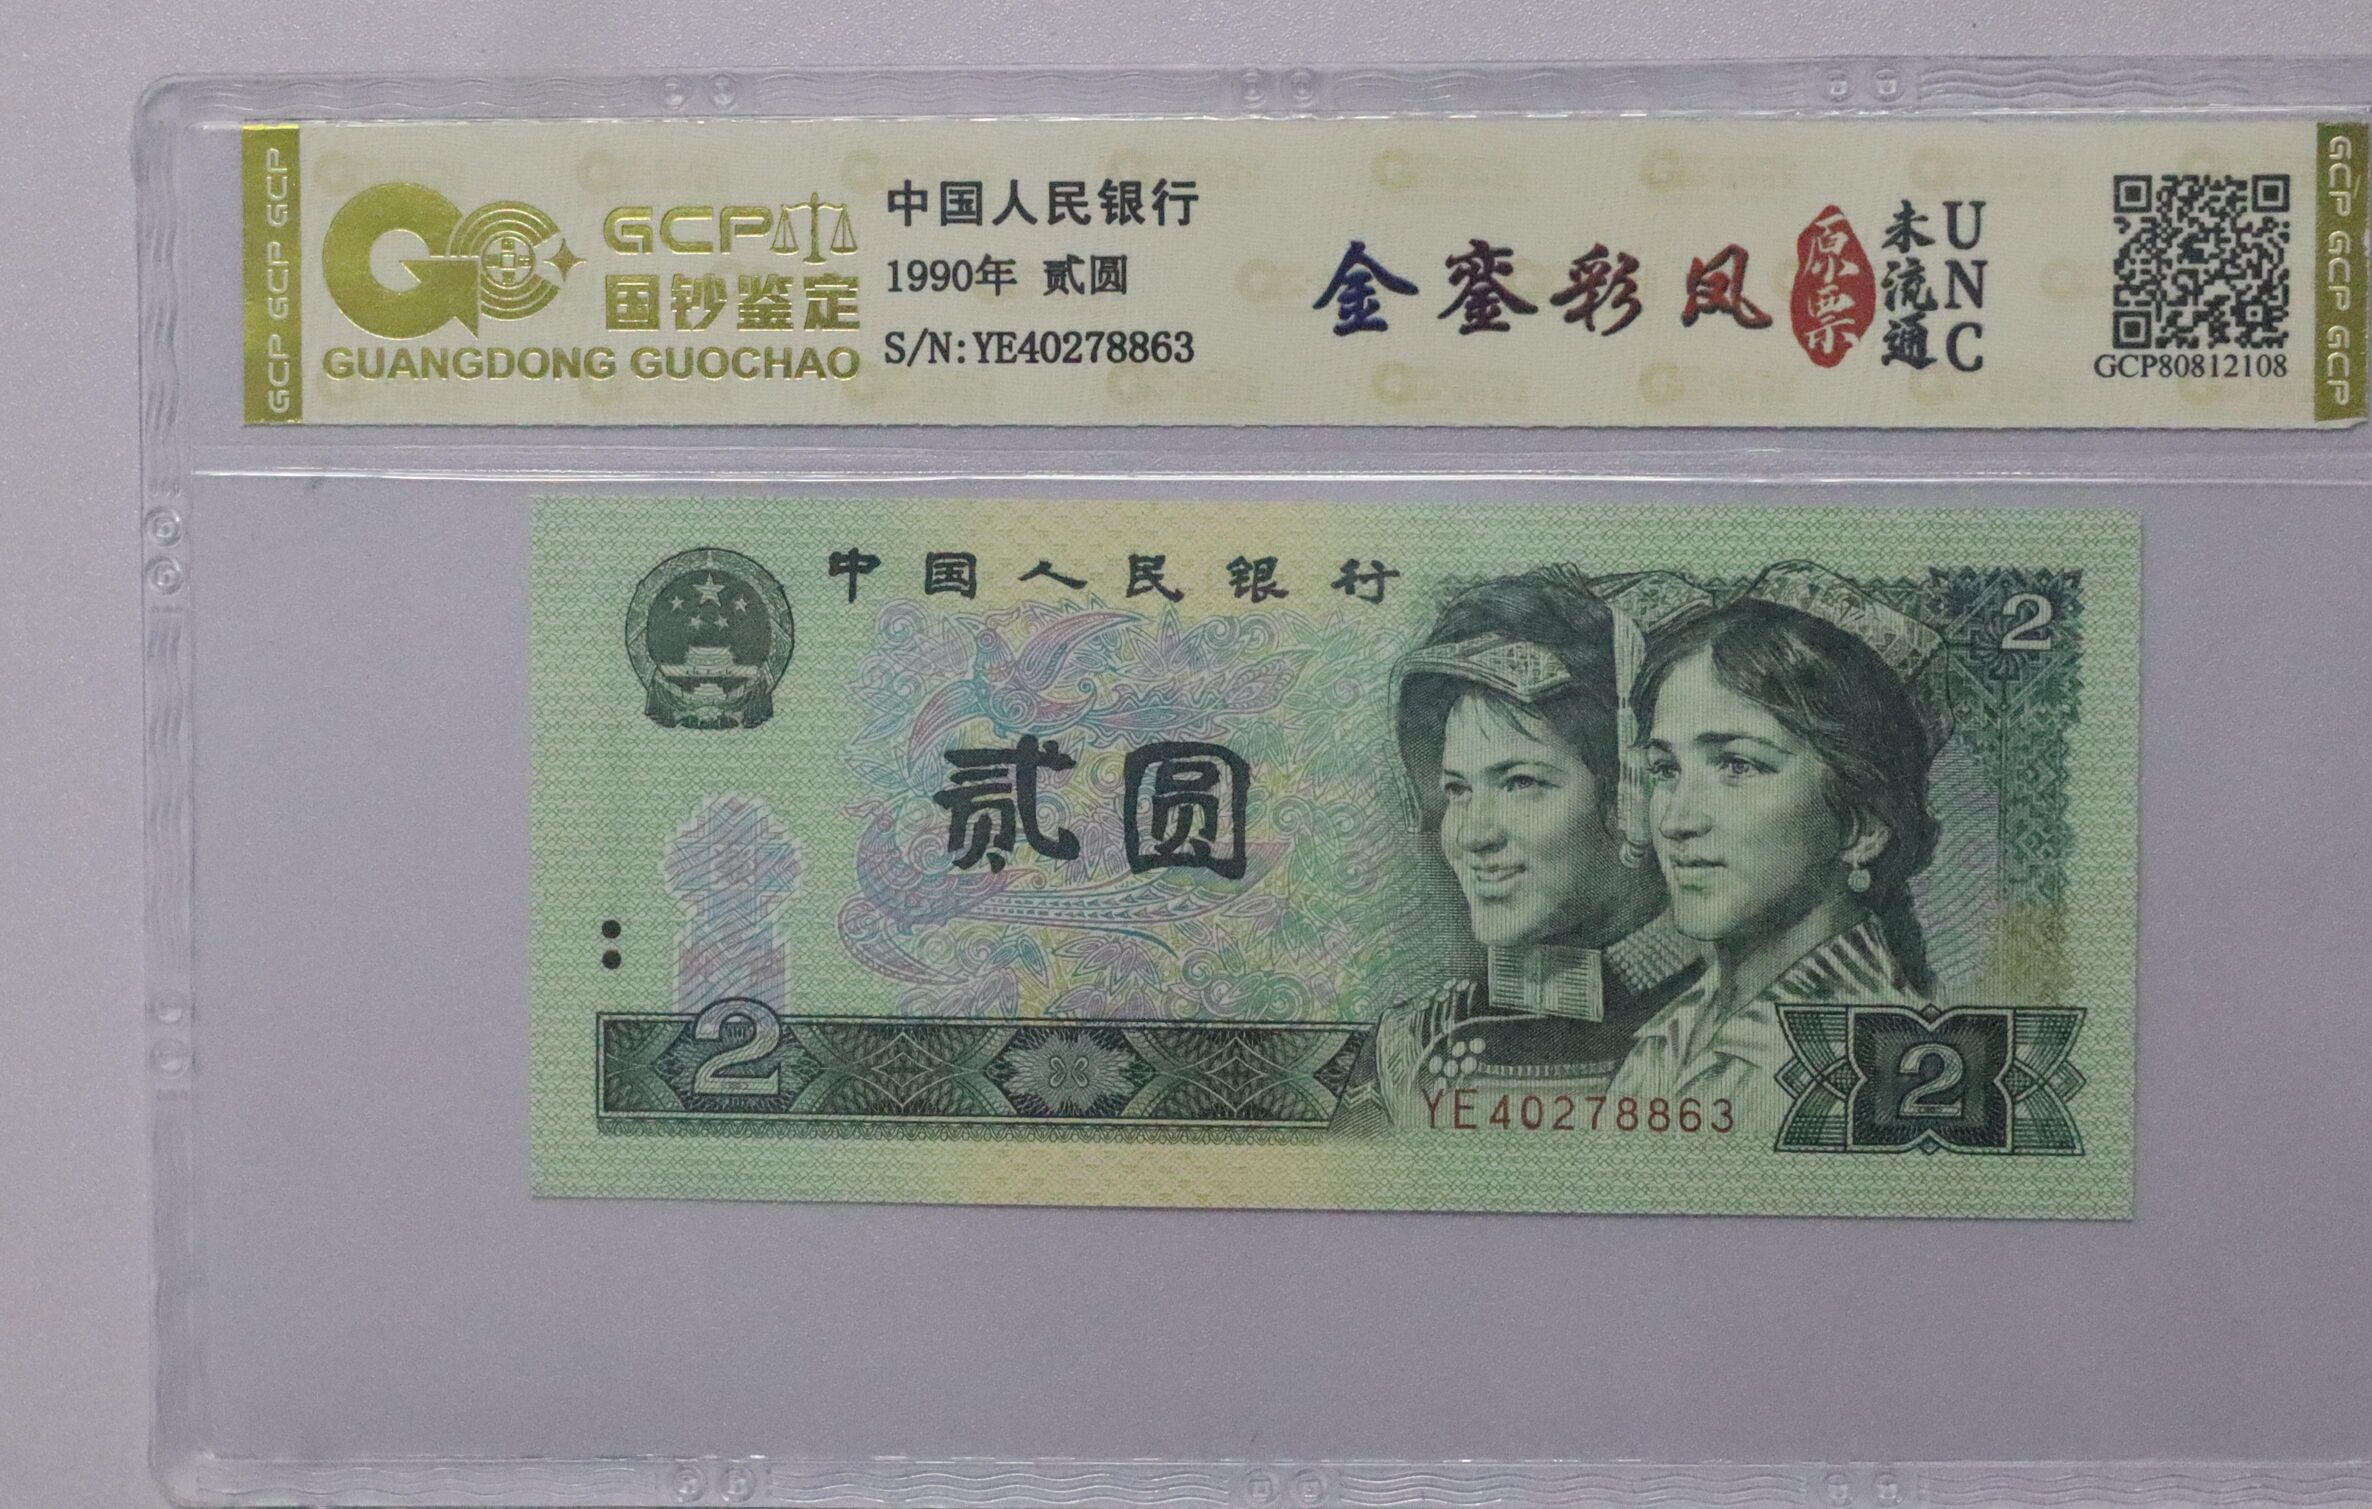 GCP GCP GCP
GCP
国钞鉴定
GUANGDONG GUOCHAO
中国人民银行
1990年 贰圆
S/N: YE40278863
金銮彩凤
原票
未流通
UNC
GCP80812108
GCP GCP GCP
中国人民银行
2
贰圆
2
YE40278863
2